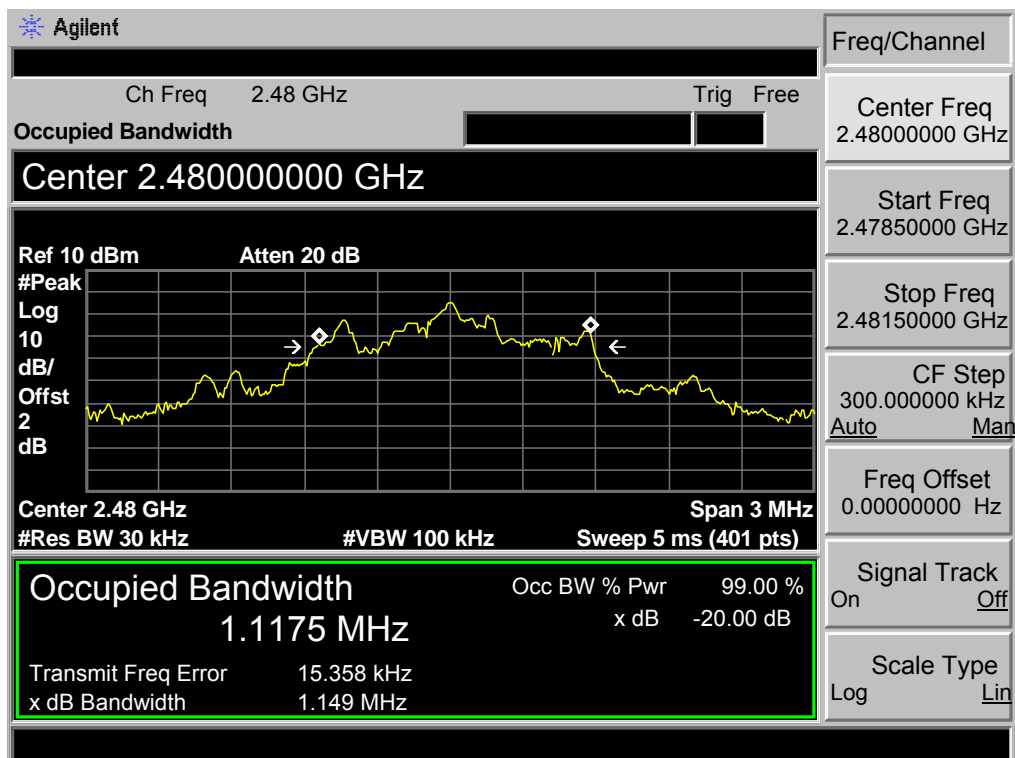 Agilent
Freq/Channel
Ch Freq 2.48 GHz Trig Free
Occupied Bandwidth
Center 2.480000000 GHz
Ref 10 dBm Atten 20 dB
#Peak
Log
10
dB/
Offst
2
dB
Center 2.48 GHz Span 3 MHz
#Res BW 30 kHz #VBW 100 kHz Sweep 5 ms (401 pts)
Occupied Bandwidth Occ BW % Pwr 99.00 %
1.1175 MHz x dB -20.00 dB
Transmit Freq Error 15.358 kHz
x dB Bandwidth 1.149 MHz
Center Freq
2.48000000 GHz
Start Freq
2.47850000 GHz
Stop Freq
2.48150000 GHz
CF Step
300.000000 kHz
Auto Man
Freq Offset
0.00000000 Hz
Signal Track
On Off
Scale Type
Log Lin